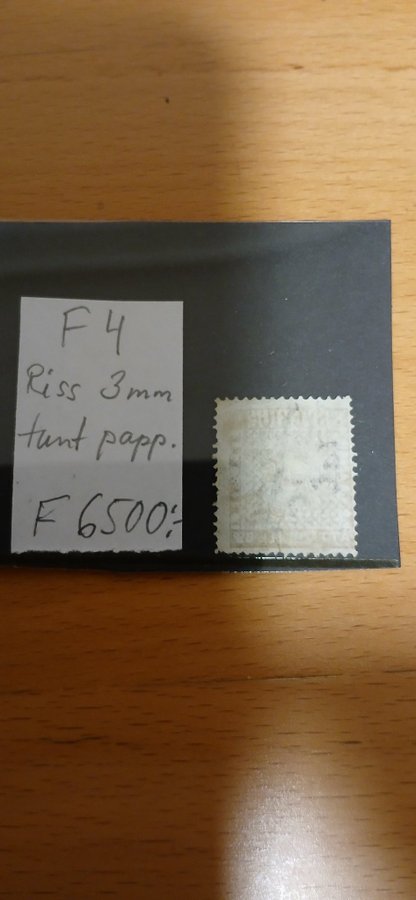 F 4
Riss 3mm
tunt papp.
F 6500:-